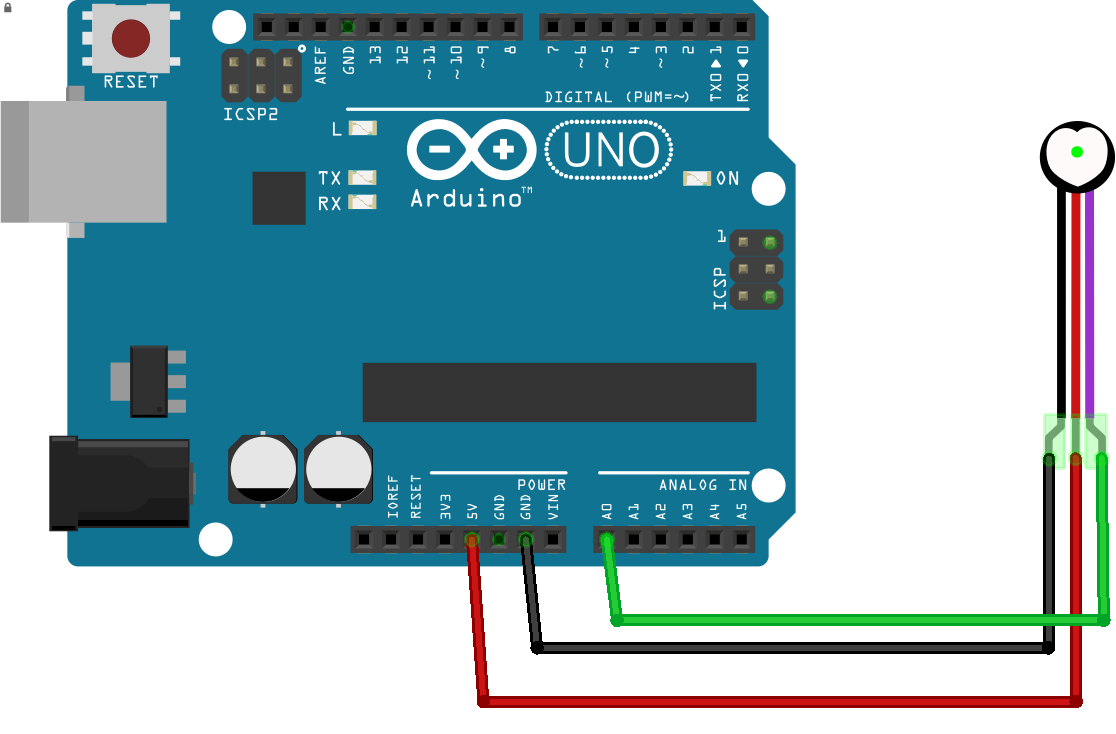 RESET
ICSP2
AREF
GND
13
12
~11
~10
~9
8
7
~6
~5
4
~3
2
TX0▶1
RX0◀0
DIGITAL (PWM=~)
L
TX
RX
UNO
Arduino™
ON
1
ICSP
IOREF
RESET
3V3
5V
GND
GND
VIN
POWER
ANALOG IN
A0
A1
A2
A3
A4
A5